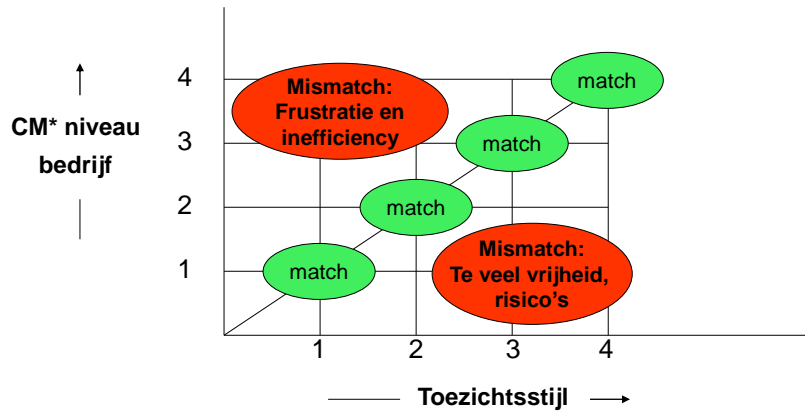 4
match
Mismatch:
Frustratie en
inefficiency
CM* niveau
bedrijf
3
match
2
match
Mismatch:
Te veel vrijheid,
risico's
1
match
1 2 3 4
Toezichtsstijl